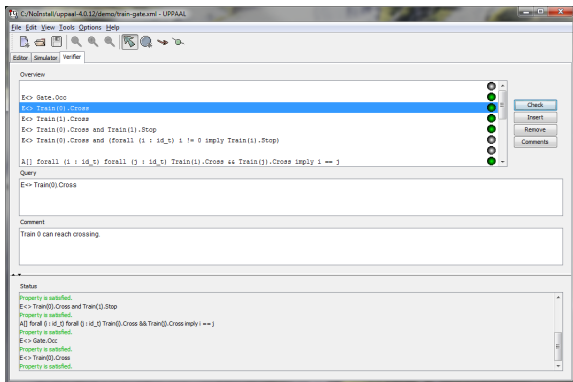 C:/NoInstall/uppaal-4.0.12/demo/train-gate.xml - UPPAAL
File Edit View Tools Options Help
Editor Simulator Verifier
Overview
E<> Gate.Occ
E<> Train(0).Cross
E<> Train(1).Cross
E<> Train(0).Cross and Train(1).Stop
E<> Train(0).Cross and (forall (i : id_t) i != 0 imply Train(i).Stop)
A[] forall (i : id_t) forall (j : id_t) Train(i).Cross && Train(j).Cross imply i == j
Check
Insert
Remove
Comments
Query
E<> Train(0).Cross
Comment
Train 0 can reach crossing.
Status
Property is satisfied.
E<> Train(0).Cross and Train(1).Stop
Property is satisfied.
A[] forall (i : id_t) forall (j : id_t) Train(i).Cross && Train(j).Cross imply i == j
Property is satisfied.
E<> Gate.Occ
Property is satisfied.
E<> Train(0).Cross
Property is satisfied.